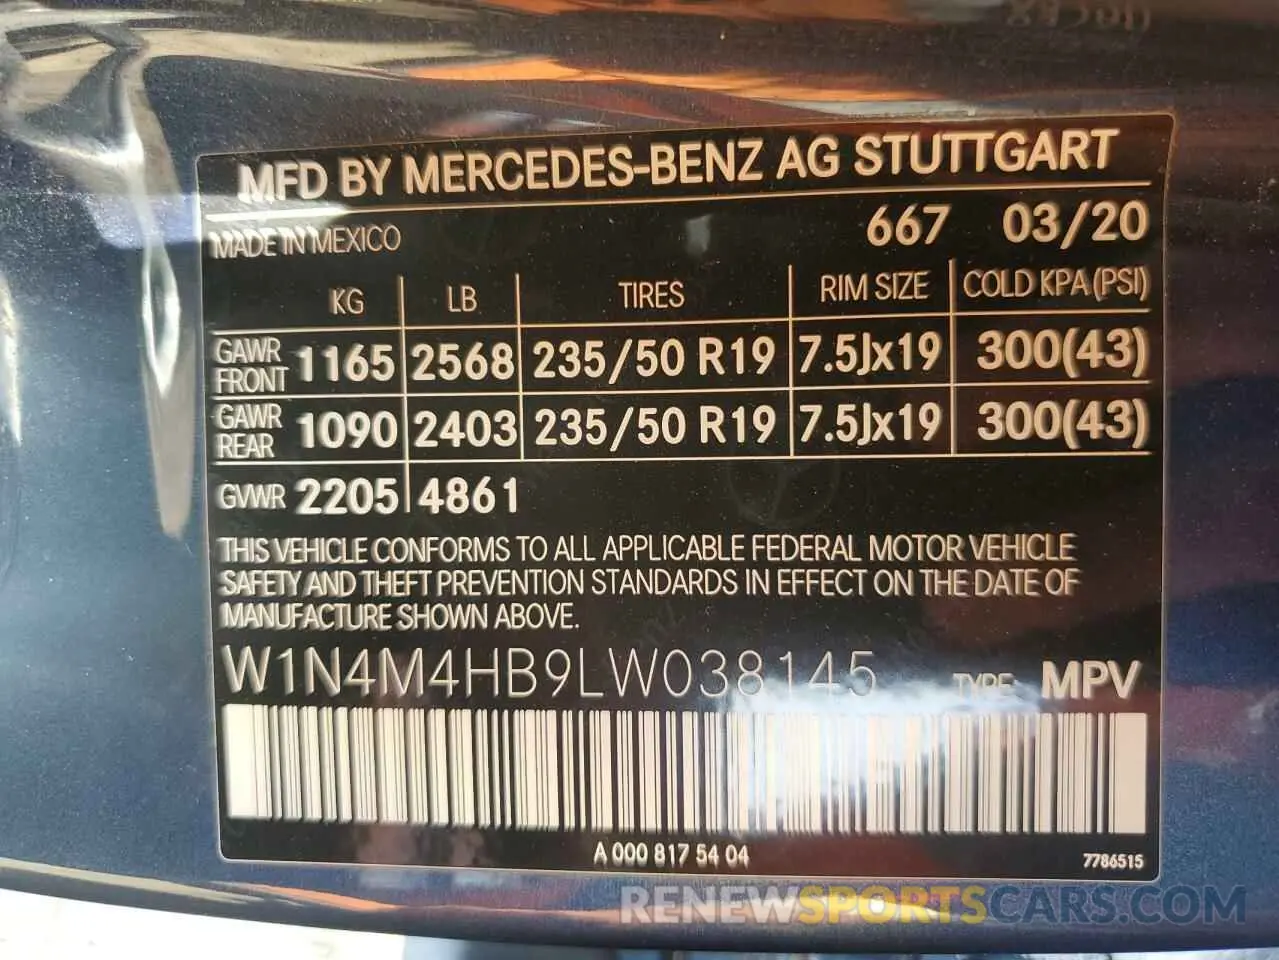 MFD BY MERCEDES-BENZ AG STUTTGART
MADE IN MEXICO 667 03/20
KG LB TIRES RIM SIZE COLD KPA(PSI)
GAWR FRONT 1165 2568 235/50 R19 7.5Jx19 300(43)
GAWR REAR 1090 2403 235/50 R19 7.5Jx19 300(43)
GVWR 2205 4861
THIS VEHICLE CONFORMS TO ALL APPLICABLE FEDERAL MOTOR VEHICLE
SAFETY AND THEFT PREVENTION STANDARDS IN EFFECT ON THE DATE OF
MANUFACTURE SHOWN ABOVE.
W1N4M4HB9LW038145 TYPE MPV
A 000 817 54 04 7786515
RENEWSPORTSCARS.COM